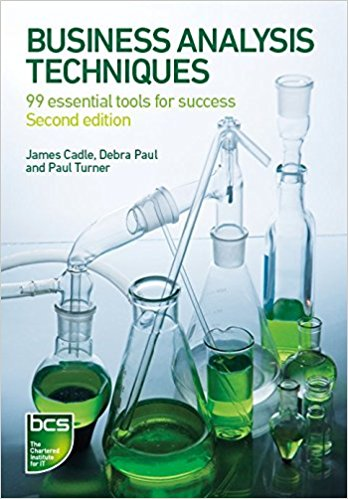 BUSINESS ANALYSIS
TECHNIQUES
99 essential tools for success
Second edition
James Cadle, Debra Paul
and Paul Turner
bcs
The
Chartered
Institute
for IT